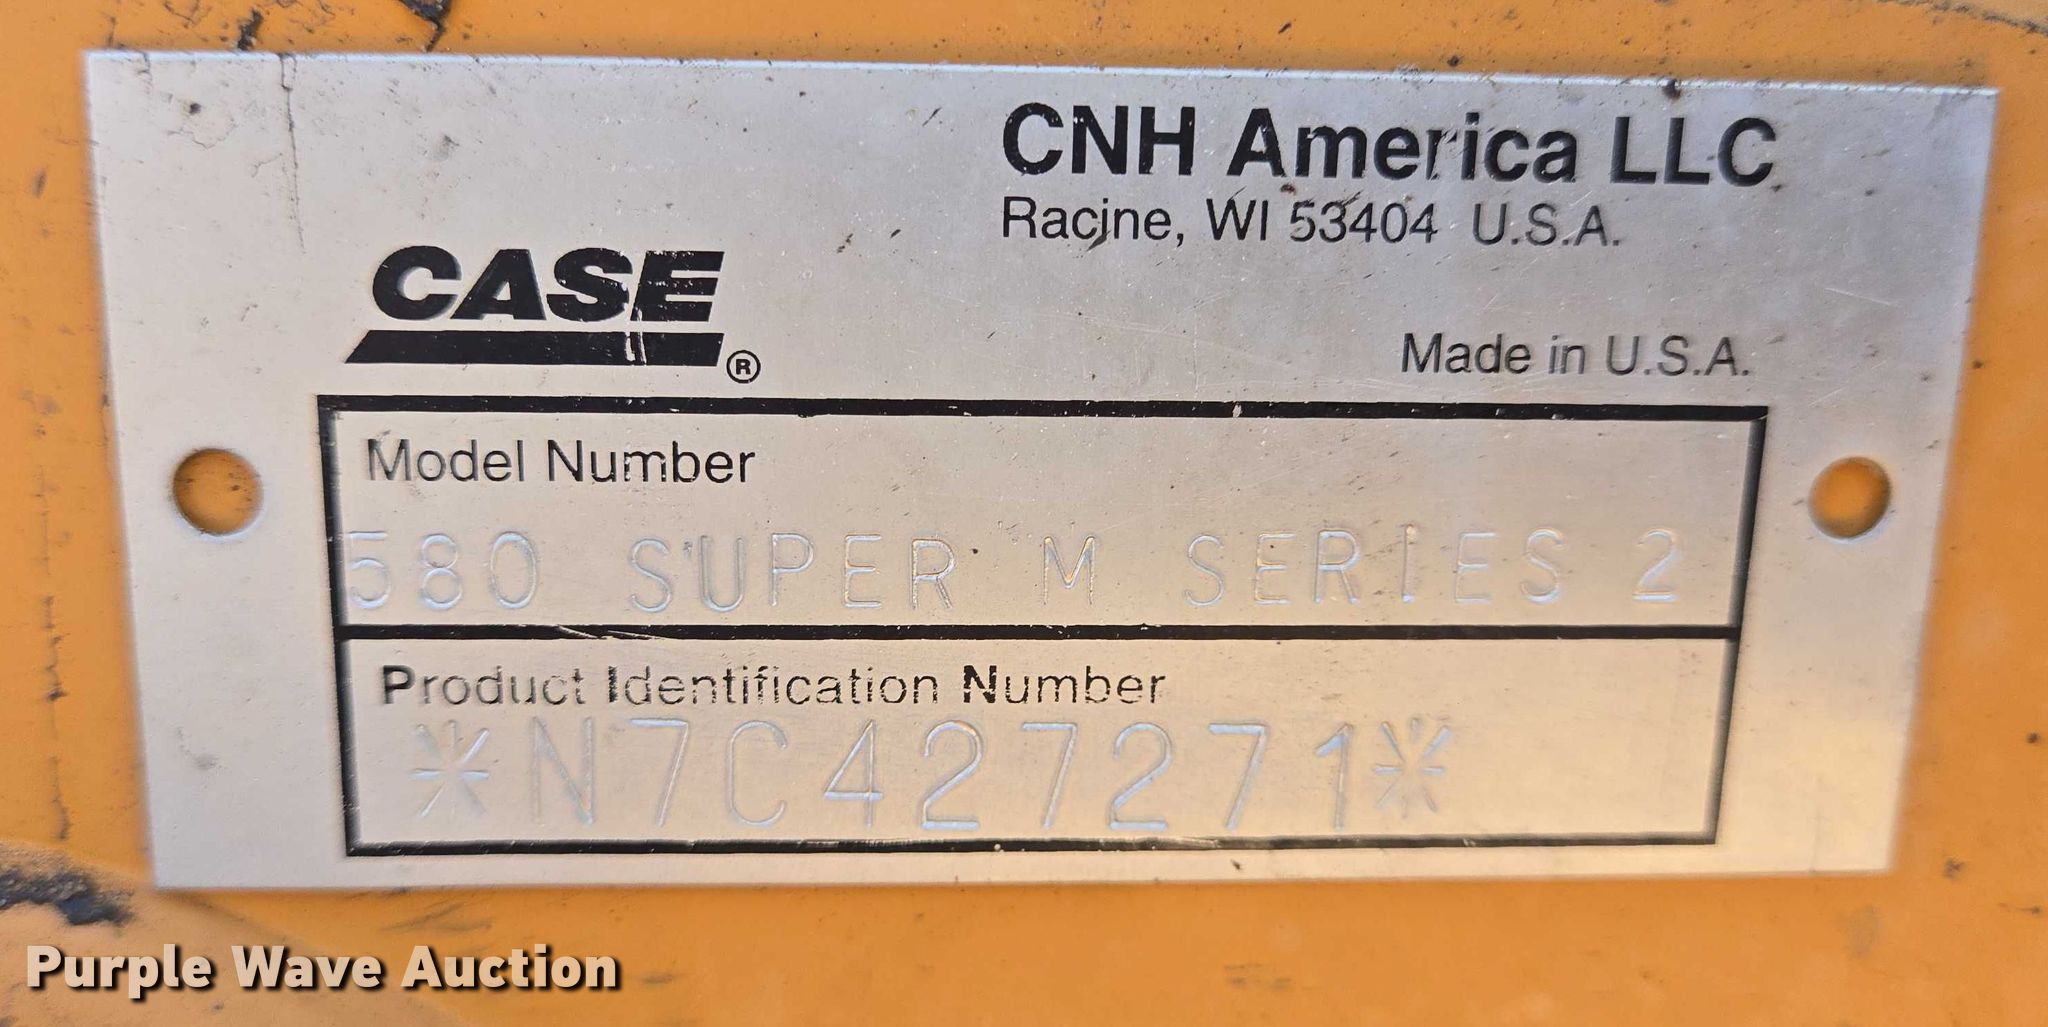 CNH America LLC
Racine, WI 53404 U.S.A.
CASE®
Made in U.S.A.
Model Number
580 SUPER M SERIES 2
Product Identification Number
*N7C427271*
Purple Wave Auction